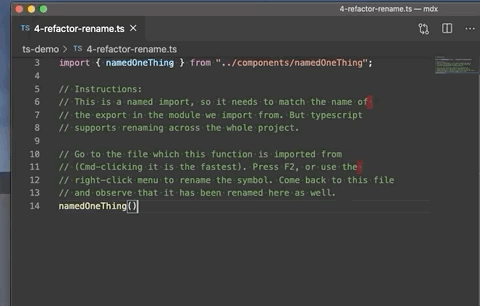 4-refactor-rename.ts — mdx
TS 4-refactor-rename.ts ×
ts-demo > TS 4-refactor-rename.ts
3 import { namedOneThing } from "../components/namedOneThing";
4
5 // Instructions:
6 // This is a named import, so it needs to match the name of
7 // the export in the module we import from. But typescript
8 // supports renaming across the whole project.
9
10 // Go to the file which this function is imported from
11 // (Cmd-clicking it is the fastest). Press F2, or use the
12 // right-click menu to rename the symbol. Come back to this file
13 // and observe that it has been renamed here as well.
14 namedOneThing()